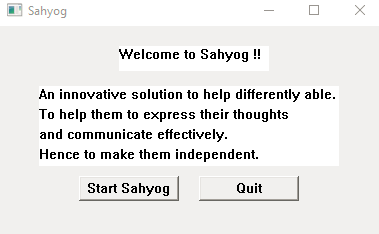 Sahyog
Welcome to Sahyog !!
An innovative solution to help differently able.
To help them to express their thoughts
and communicate effectively.
Hence to make them independent.
Start Sahyog
Quit